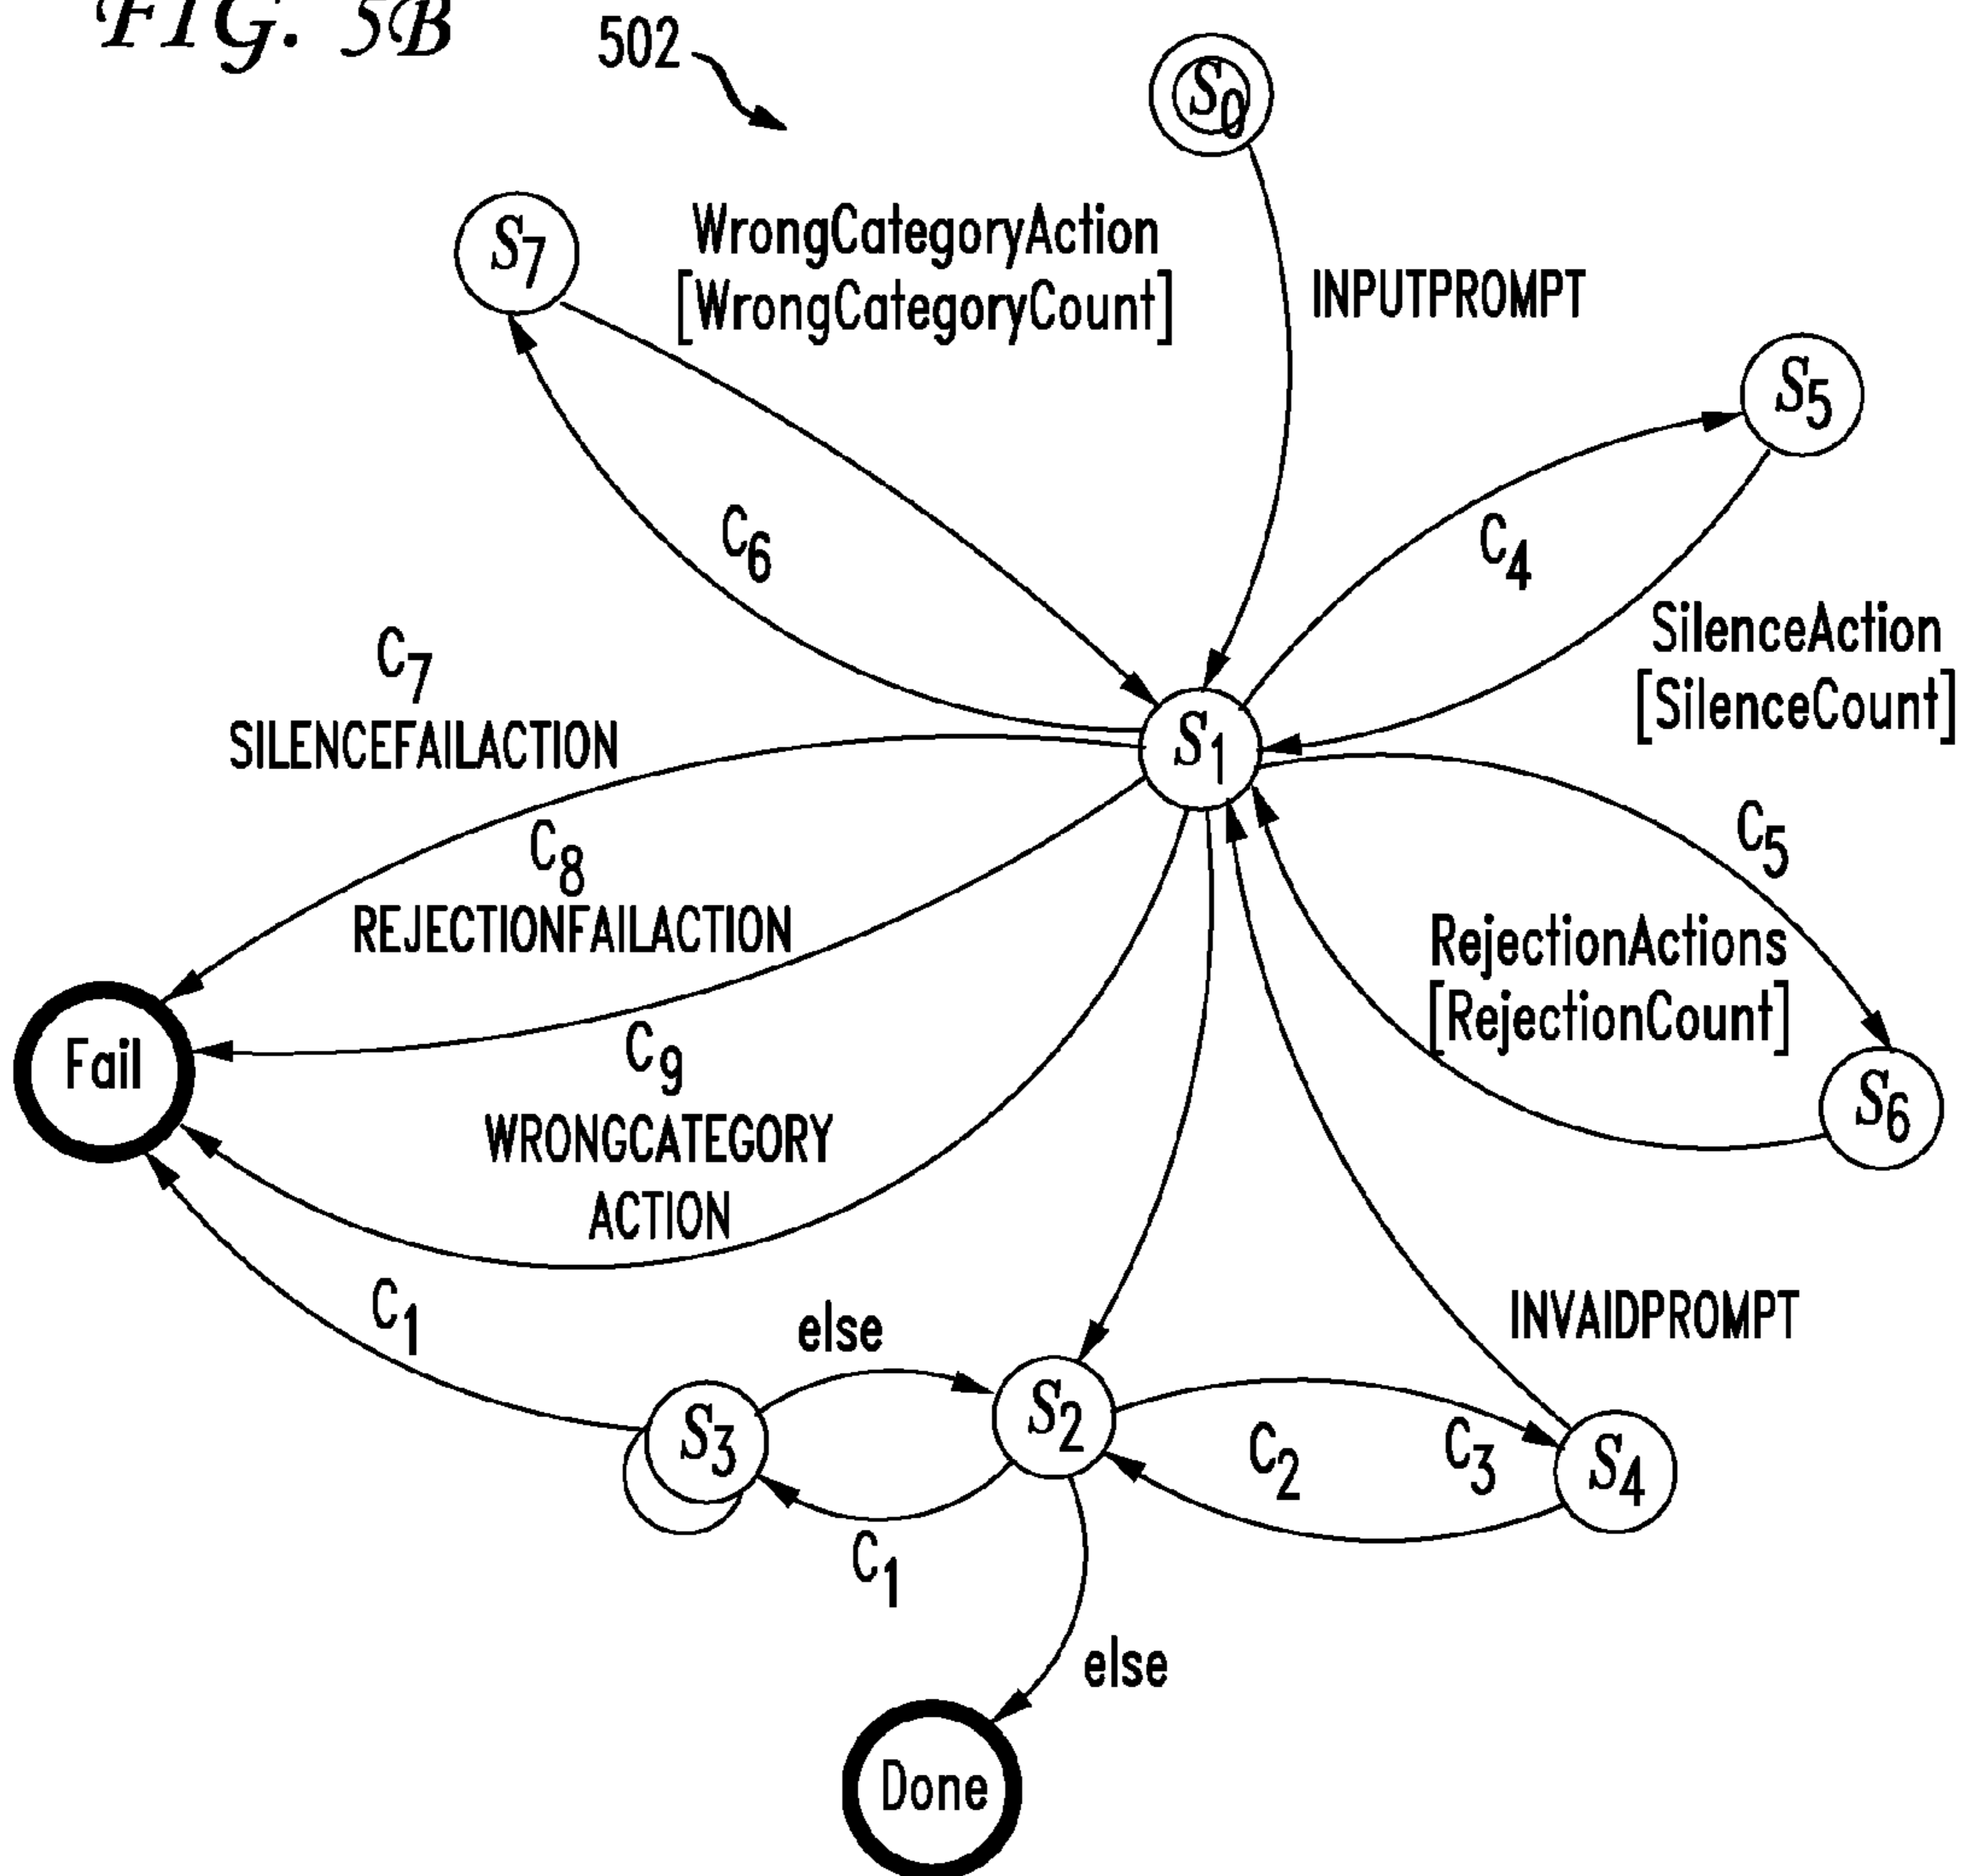 FIG. 5B
502
S0
S7
WrongCategoryAction
[WrongCategoryCount]
INPUTPROMPT
S5
C6
C4
SilenceAction
[SilenceCount]
C7
SILENCEFAILACTION
S1
C5
C8
REJECTIONFAILACTION
RejectionActions
[RejectionCount]
Fail
C9
S6
WRONGCATEGORY
ACTION
C1
else
INVAIDPROMPT
S3
S2
C2
C3
S4
C1
else
Done